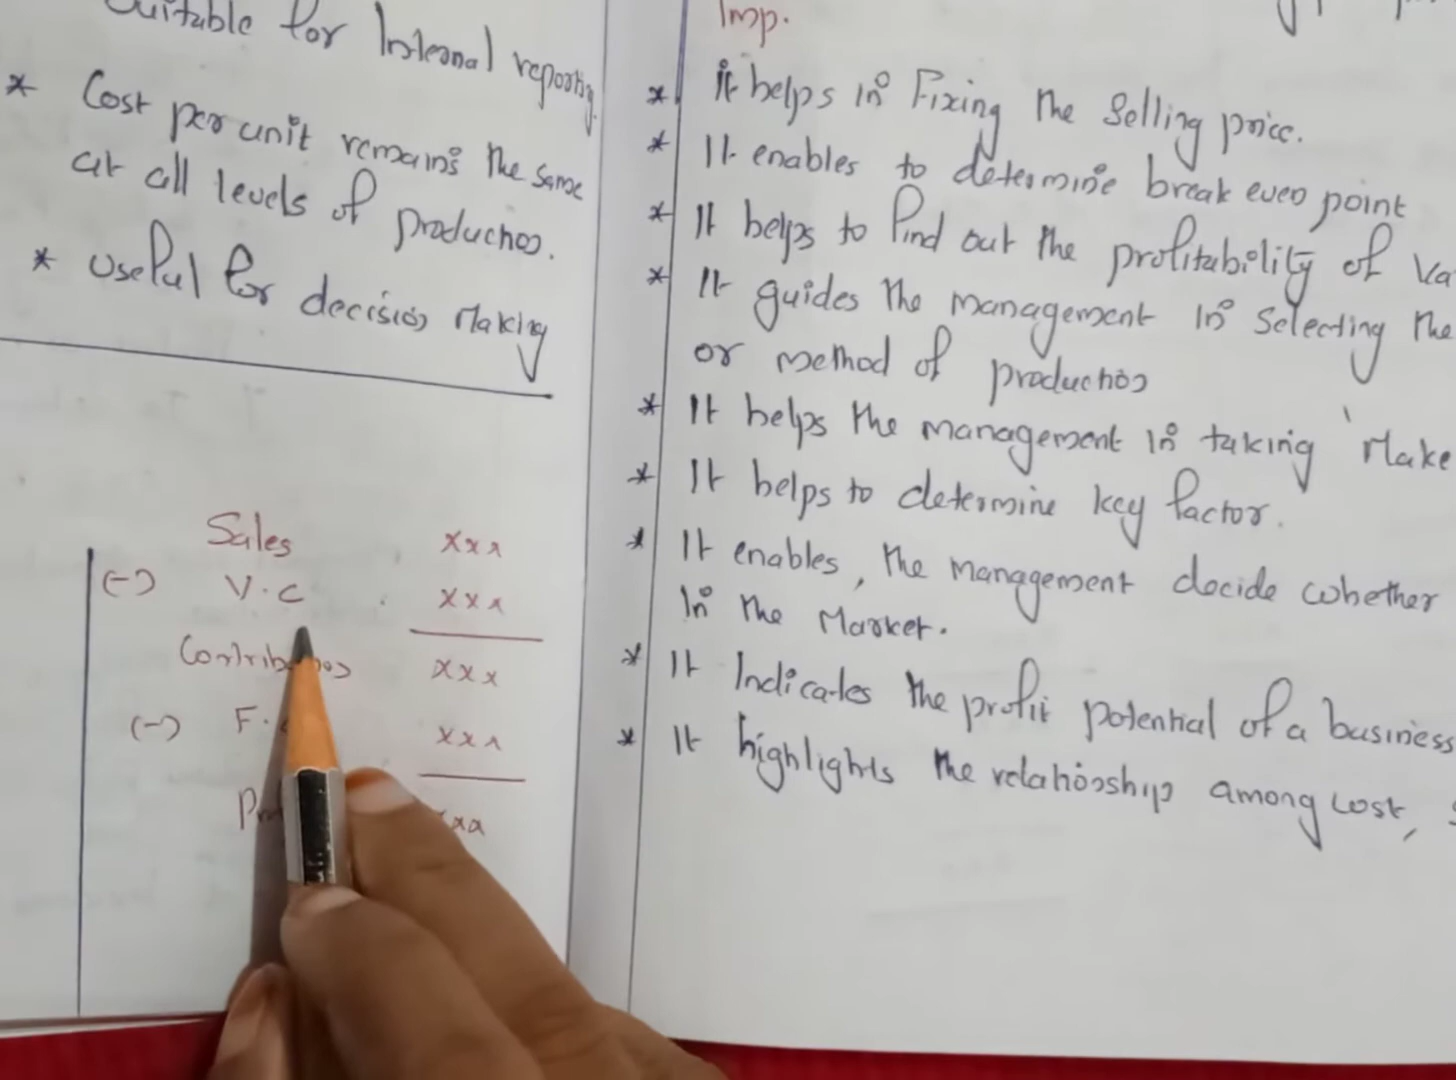 Suitable for Internal reporting.
* Cost per unit remains the same
at all levels of production.
* Useful for decision Making
Sales xxx
(-) V.C xxx
Contribution xxx
(-) F. xxx
xxx
Imp.
* It helps in Fixing the Selling price.
* It enables to determine break even point
* It helps to find out the profitability of Va
* It guides the management in Selecting the
or method of production
* It helps the management in taking 'Make
* It helps to determine key factor.
* It enables, the management decide whether
In the Market.
* It Indicates the profit potential of a business
* It highlights the relationship among cost,